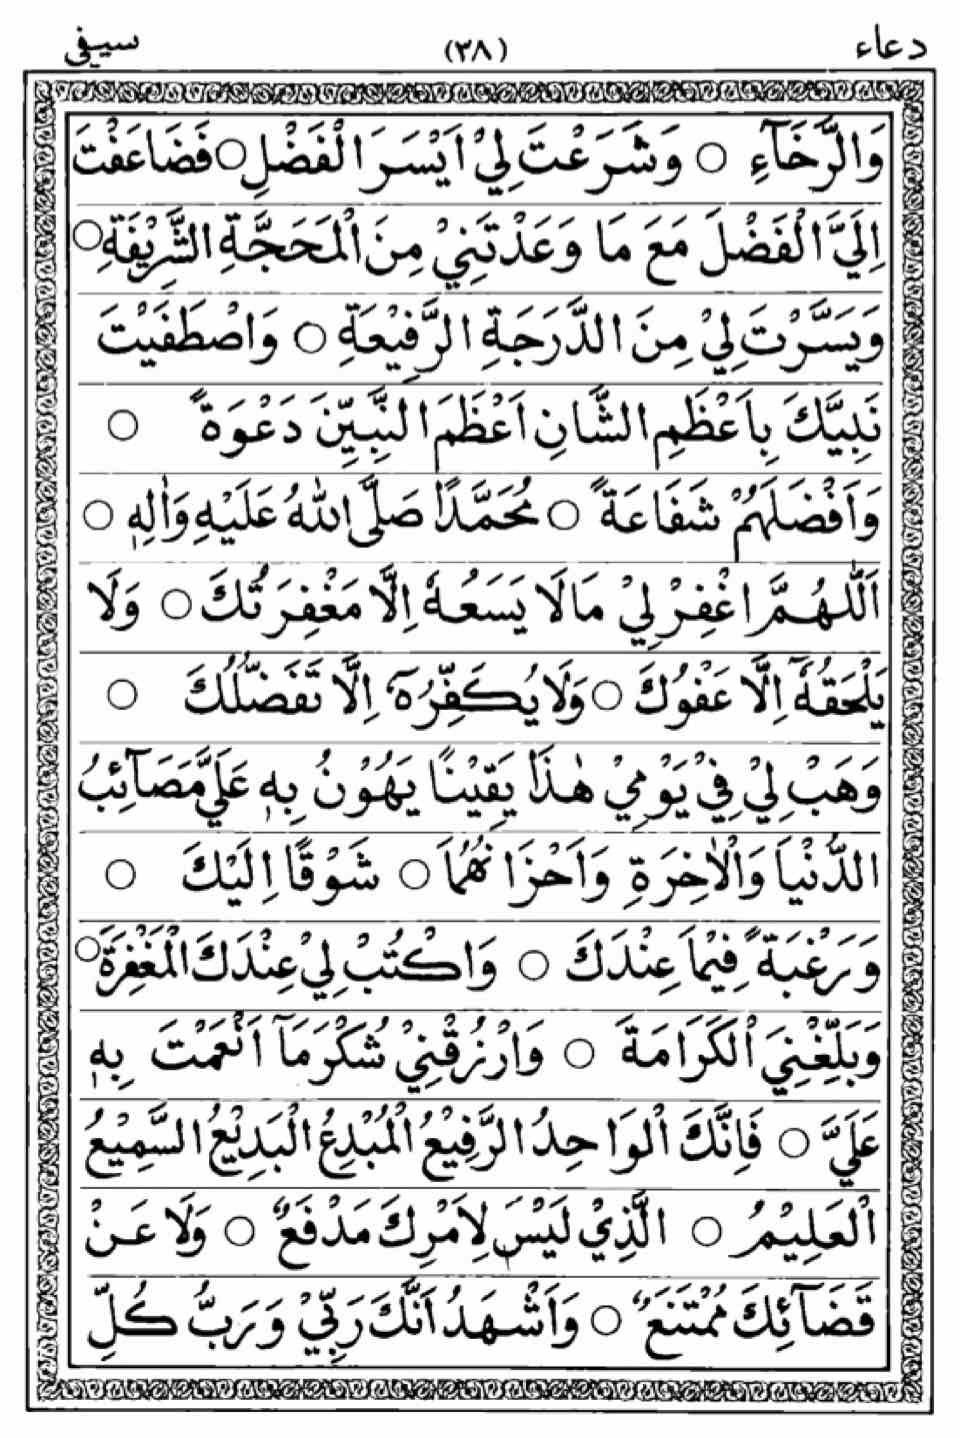 دعاء (٣٨) سيفی
وَالرَّخَآءِ ○ وَشَرَعْتَ لِيْ اَيْسَرَ الْفَضْلِ ○ فَضَاعَفْتَ
اِلَيَّ الْفَضْلَ مَعَ مَا وَعَدْتَنِيْ مِنَ الْمَحَجَّةِ الشَّرِيْفَةِ ○
وَيَسَّرْتَ لِيْ مِنَ الدَّرَجَةِ الرَّفِيْعَةِ ○ وَاصْطَفَيْتَ
نَبِيَّكَ بِاَعْظَمِ الشَّانِ اَعْظَمَ النَّبِيّٖنَ دَعْوَةً ○
وَاَفْضَلَهُمْ شَفَاعَةً ○ مُحَمَّدًا صَلَّی اللّٰهُ عَلَيْهِ وَاٰلِهٖ ○
اَللّٰهُمَّ اغْفِرْ لِيْ مَا لَا يَسَعُهٗ اِلَّا مَغْفِرَتُكَ ○ وَلَا
يَلْحَقُهٗٓ اِلَّا عَفْوُكَ ○ وَلَا يُكَفِّرُهٗٓ اِلَّا تَفَضُّلُكَ ○
وَهَبْ لِيْ فِيْ يَوْمِيْ هٰذَا يَقِيْنًا يَهُوْنُ بِهٖ عَلَيَّ مَصَآئِبُ
الدُّنْيَا وَالْاٰخِرَةِ وَاَحْزَانُهُمَا ○ شَوْقًا اِلَيْكَ ○
وَرَغْبَةً فِيْمَا عِنْدَكَ ○ وَاكْتُبْ لِيْ عِنْدَكَ الْمَغْفِرَةَ ○
وَبَلِّغْنِيَ الْكَرَامَةَ ○ وَارْزُقْنِيْ شُكْرَ مَآ اَنْعَمْتَ بِهٖ
عَلَيَّ ○ فَاِنَّكَ الْوَاحِدُ الرَّفِيْعُ الْمُبْدِعُ الْبَدِيْعُ السَّمِيْعُ
الْعَلِيْمُ ○ الَّذِيْ لَيْسَ لِاَمْرِكَ مَدْفَعٌ ○ وَلَا عَنْ
قَضَآئِكَ مُمْتَنَعٌ ○ وَاَشْهَدُ اَنَّكَ رَبِّيْ وَرَبُّ كُلِّ